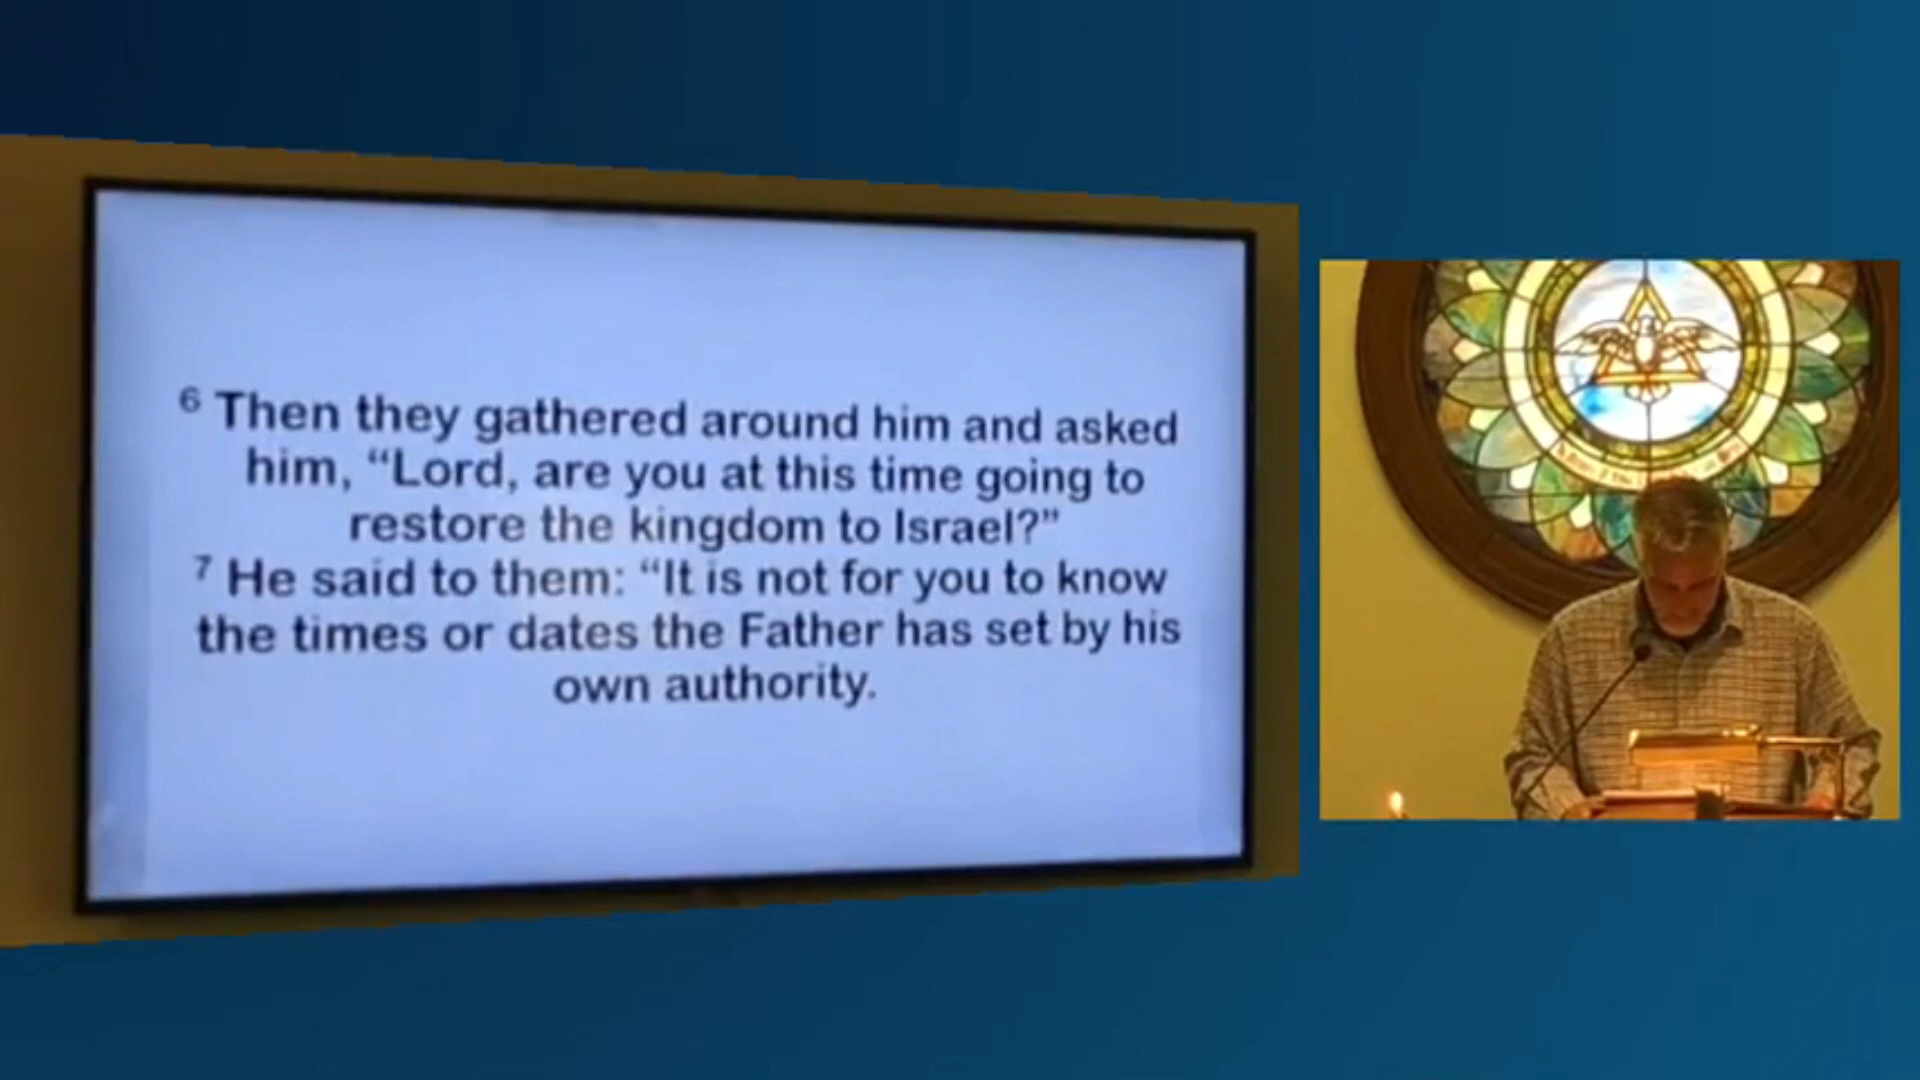 6 Then they gathered around him and asked
him, “Lord, are you at this time going to
restore the kingdom to Israel?”
7 He said to them: “It is not for you to know
the times or dates the Father has set by his
own authority.